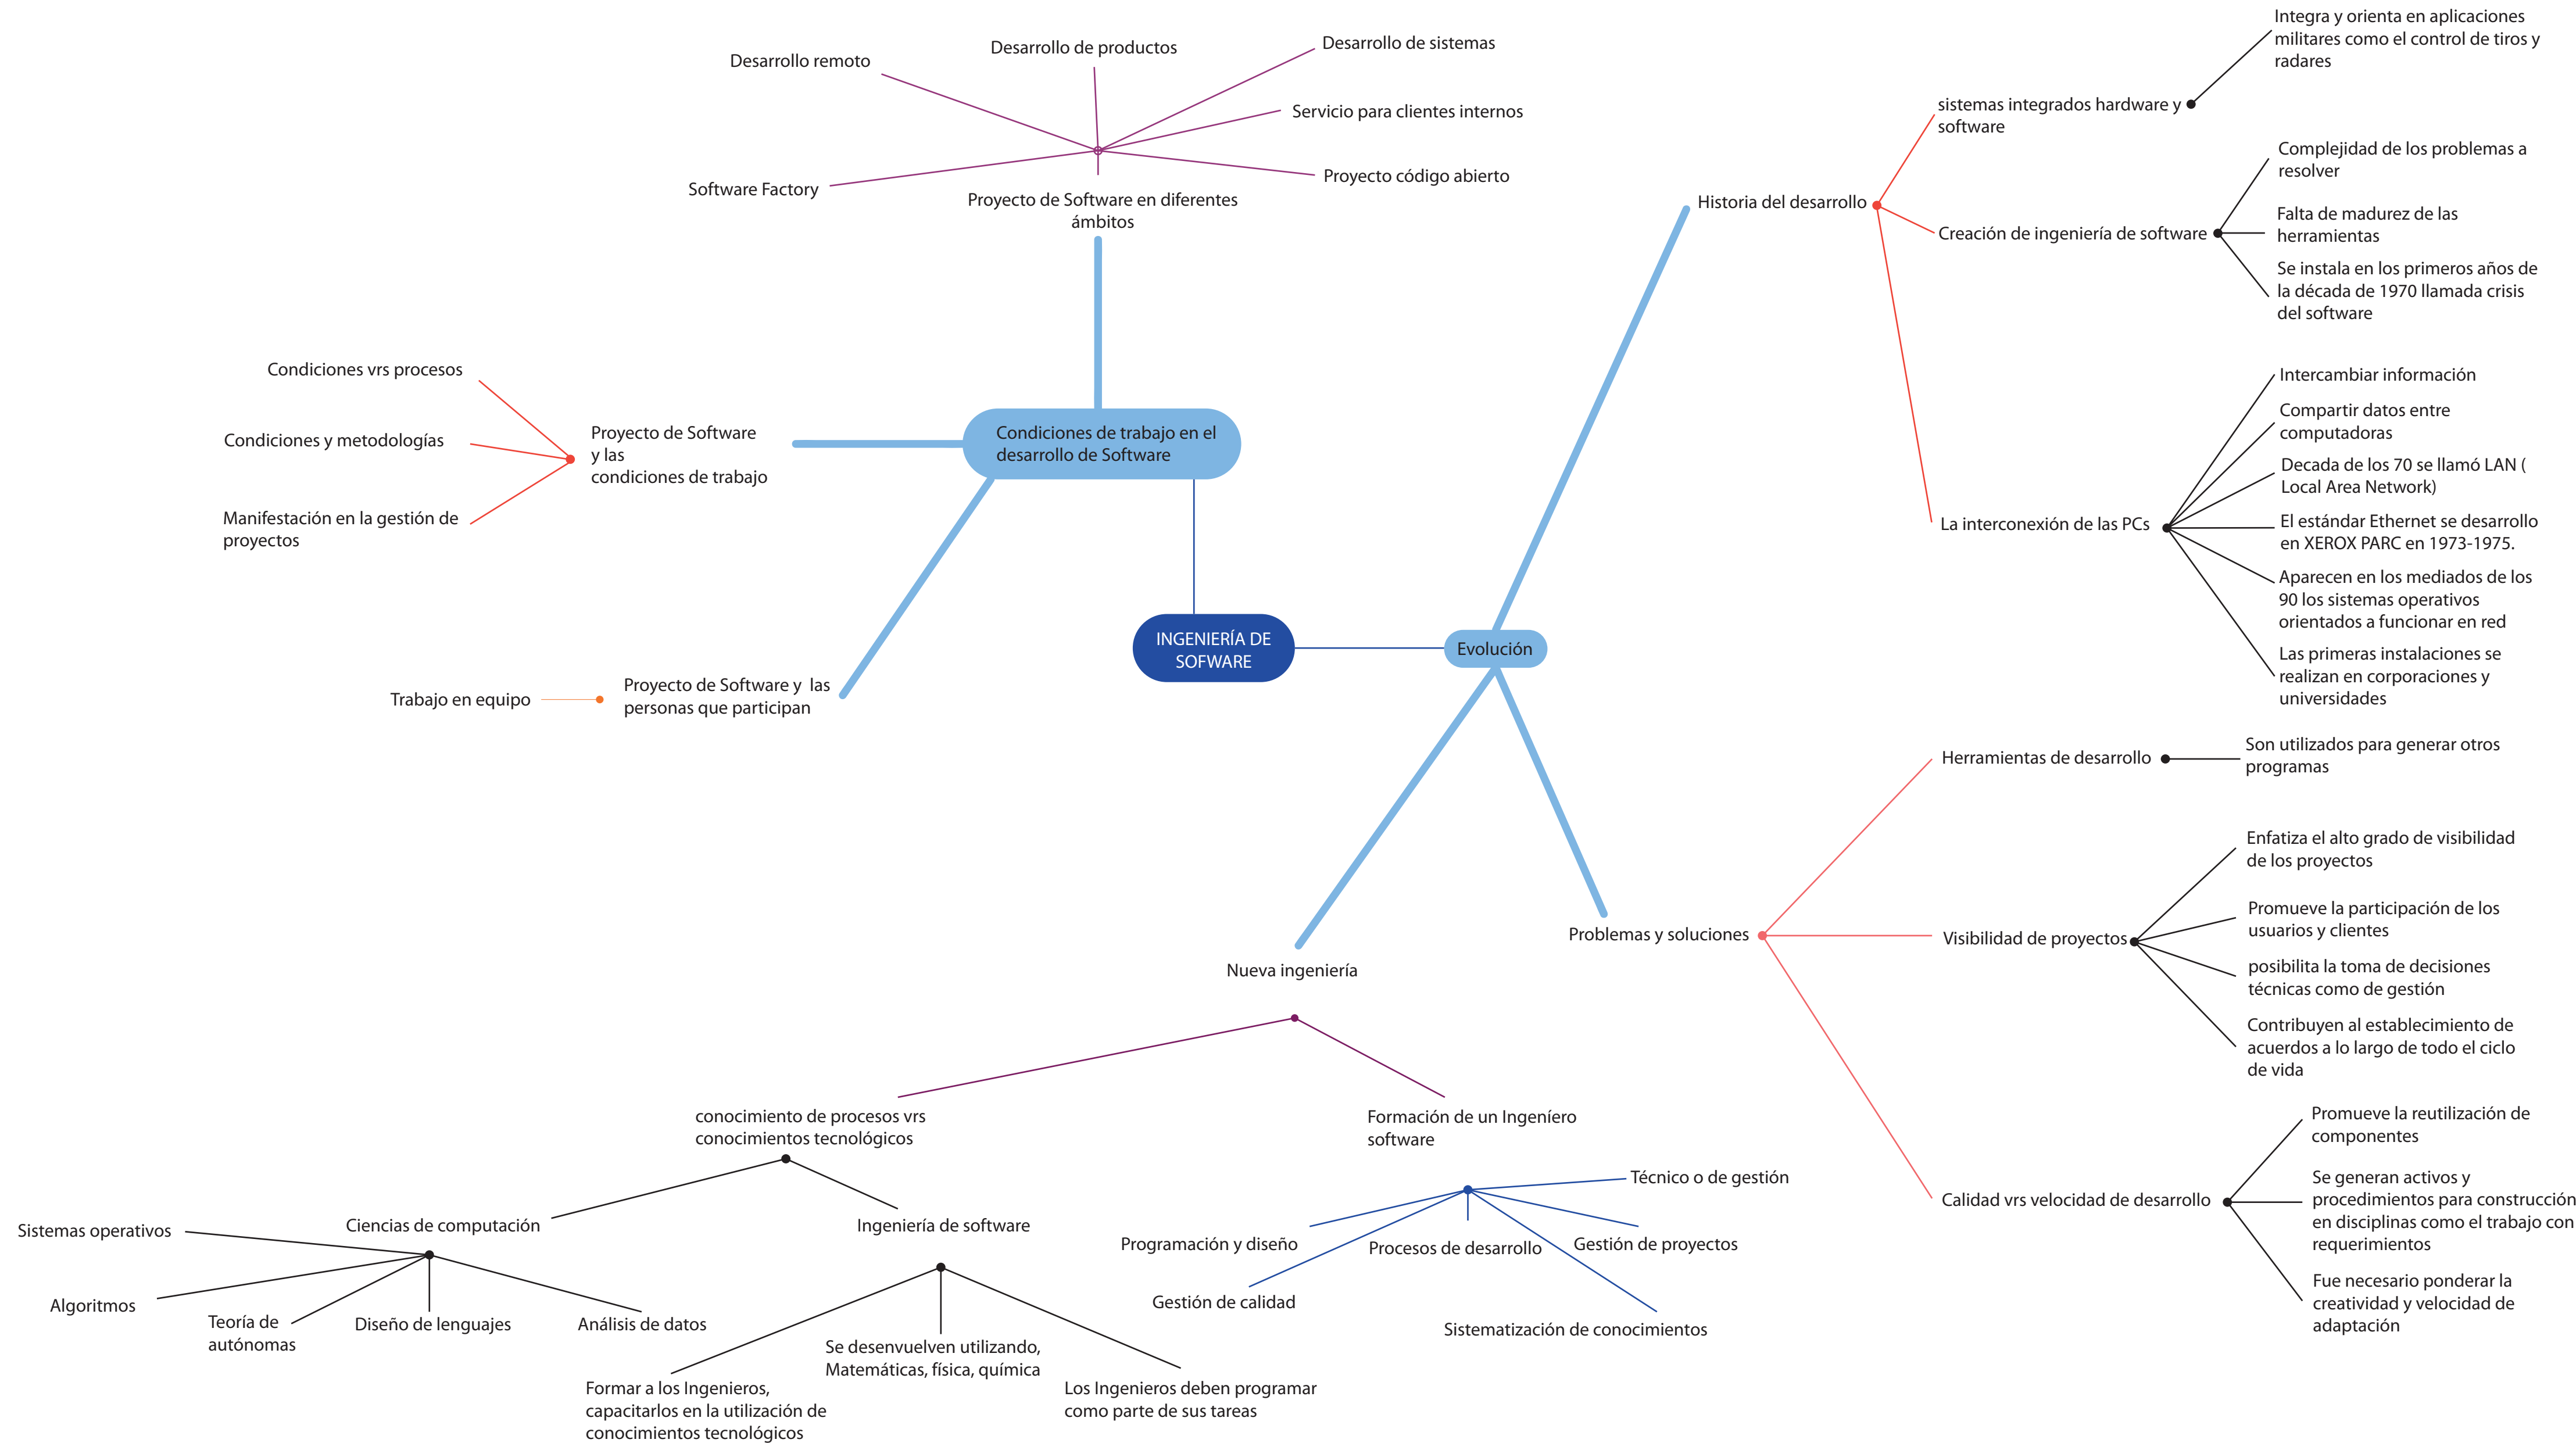 Desarrollo remoto
Desarrollo de productos
Desarrollo de sistemas
Servicio para clientes internos
Software Factory
Proyecto código abierto
Proyecto de Software en diferentes
ámbitos
Condiciones vrs procesos
Condiciones y metodologías
Manifestación en la gestión de
proyectos
Proyecto de Software
y las
condiciones de trabajo
Condiciones de trabajo en el
desarrollo de Software
Trabajo en equipo
Proyecto de Software y  las
personas que participan
INGENIERÍA DE
SOFWARE
Evolución
Historia del desarrollo
sistemas integrados hardware y
software
Integra y orienta en aplicaciones
militares como el control de tiros y
radares
Creación de ingeniería de software
Complejidad de los problemas a
resolver
Falta de madurez de las
herramientas
Se instala en los primeros años de
la década de 1970 llamada crisis
del software
La interconexión de las PCs
Intercambiar información
Compartir datos entre
computadoras
Decada de los 70 se llamó LAN (
Local Area Network)
El estándar Ethernet se desarrollo
en XEROX PARC en 1973-1975.
Aparecen en los mediados de los
90 los sistemas operativos
orientados a funcionar en red
Las primeras instalaciones se
realizan en corporaciones y
universidades
Problemas y soluciones
Herramientas de desarrollo
Son utilizados para generar otros
programas
Visibilidad de proyectos
Enfatiza el alto grado de visibilidad
de los proyectos
Promueve la participación de los
usuarios y clientes
posibilita la toma de decisiones
técnicas como de gestión
Contribuyen al establecimiento de
acuerdos a lo largo de todo el ciclo
de vida
Calidad vrs velocidad de desarrollo
Promueve la reutilización de
componentes
Se generan activos y
procedimientos para construcción
en disciplinas como el trabajo con
requerimientos
Fue necesario ponderar la
creatividad y velocidad de
adaptación
Nueva ingeniería
conocimiento de procesos vrs
conocimientos tecnológicos
Formación de un Ingeníero
software
Ciencias de computación
Sistemas operativos
Algoritmos
Teoría de
autónomas
Diseño de lenguajes
Análisis de datos
Ingeniería de software
Formar a los Ingenieros,
capacitarlos en la utilización de
conocimientos tecnológicos
Se desenvuelven utilizando,
Matemáticas, física, química
Los Ingenieros deben programar
como parte de sus tareas
Técnico o de gestión
Programación y diseño
Procesos de desarrollo
Gestión de proyectos
Gestión de calidad
Sistematización de conocimientos